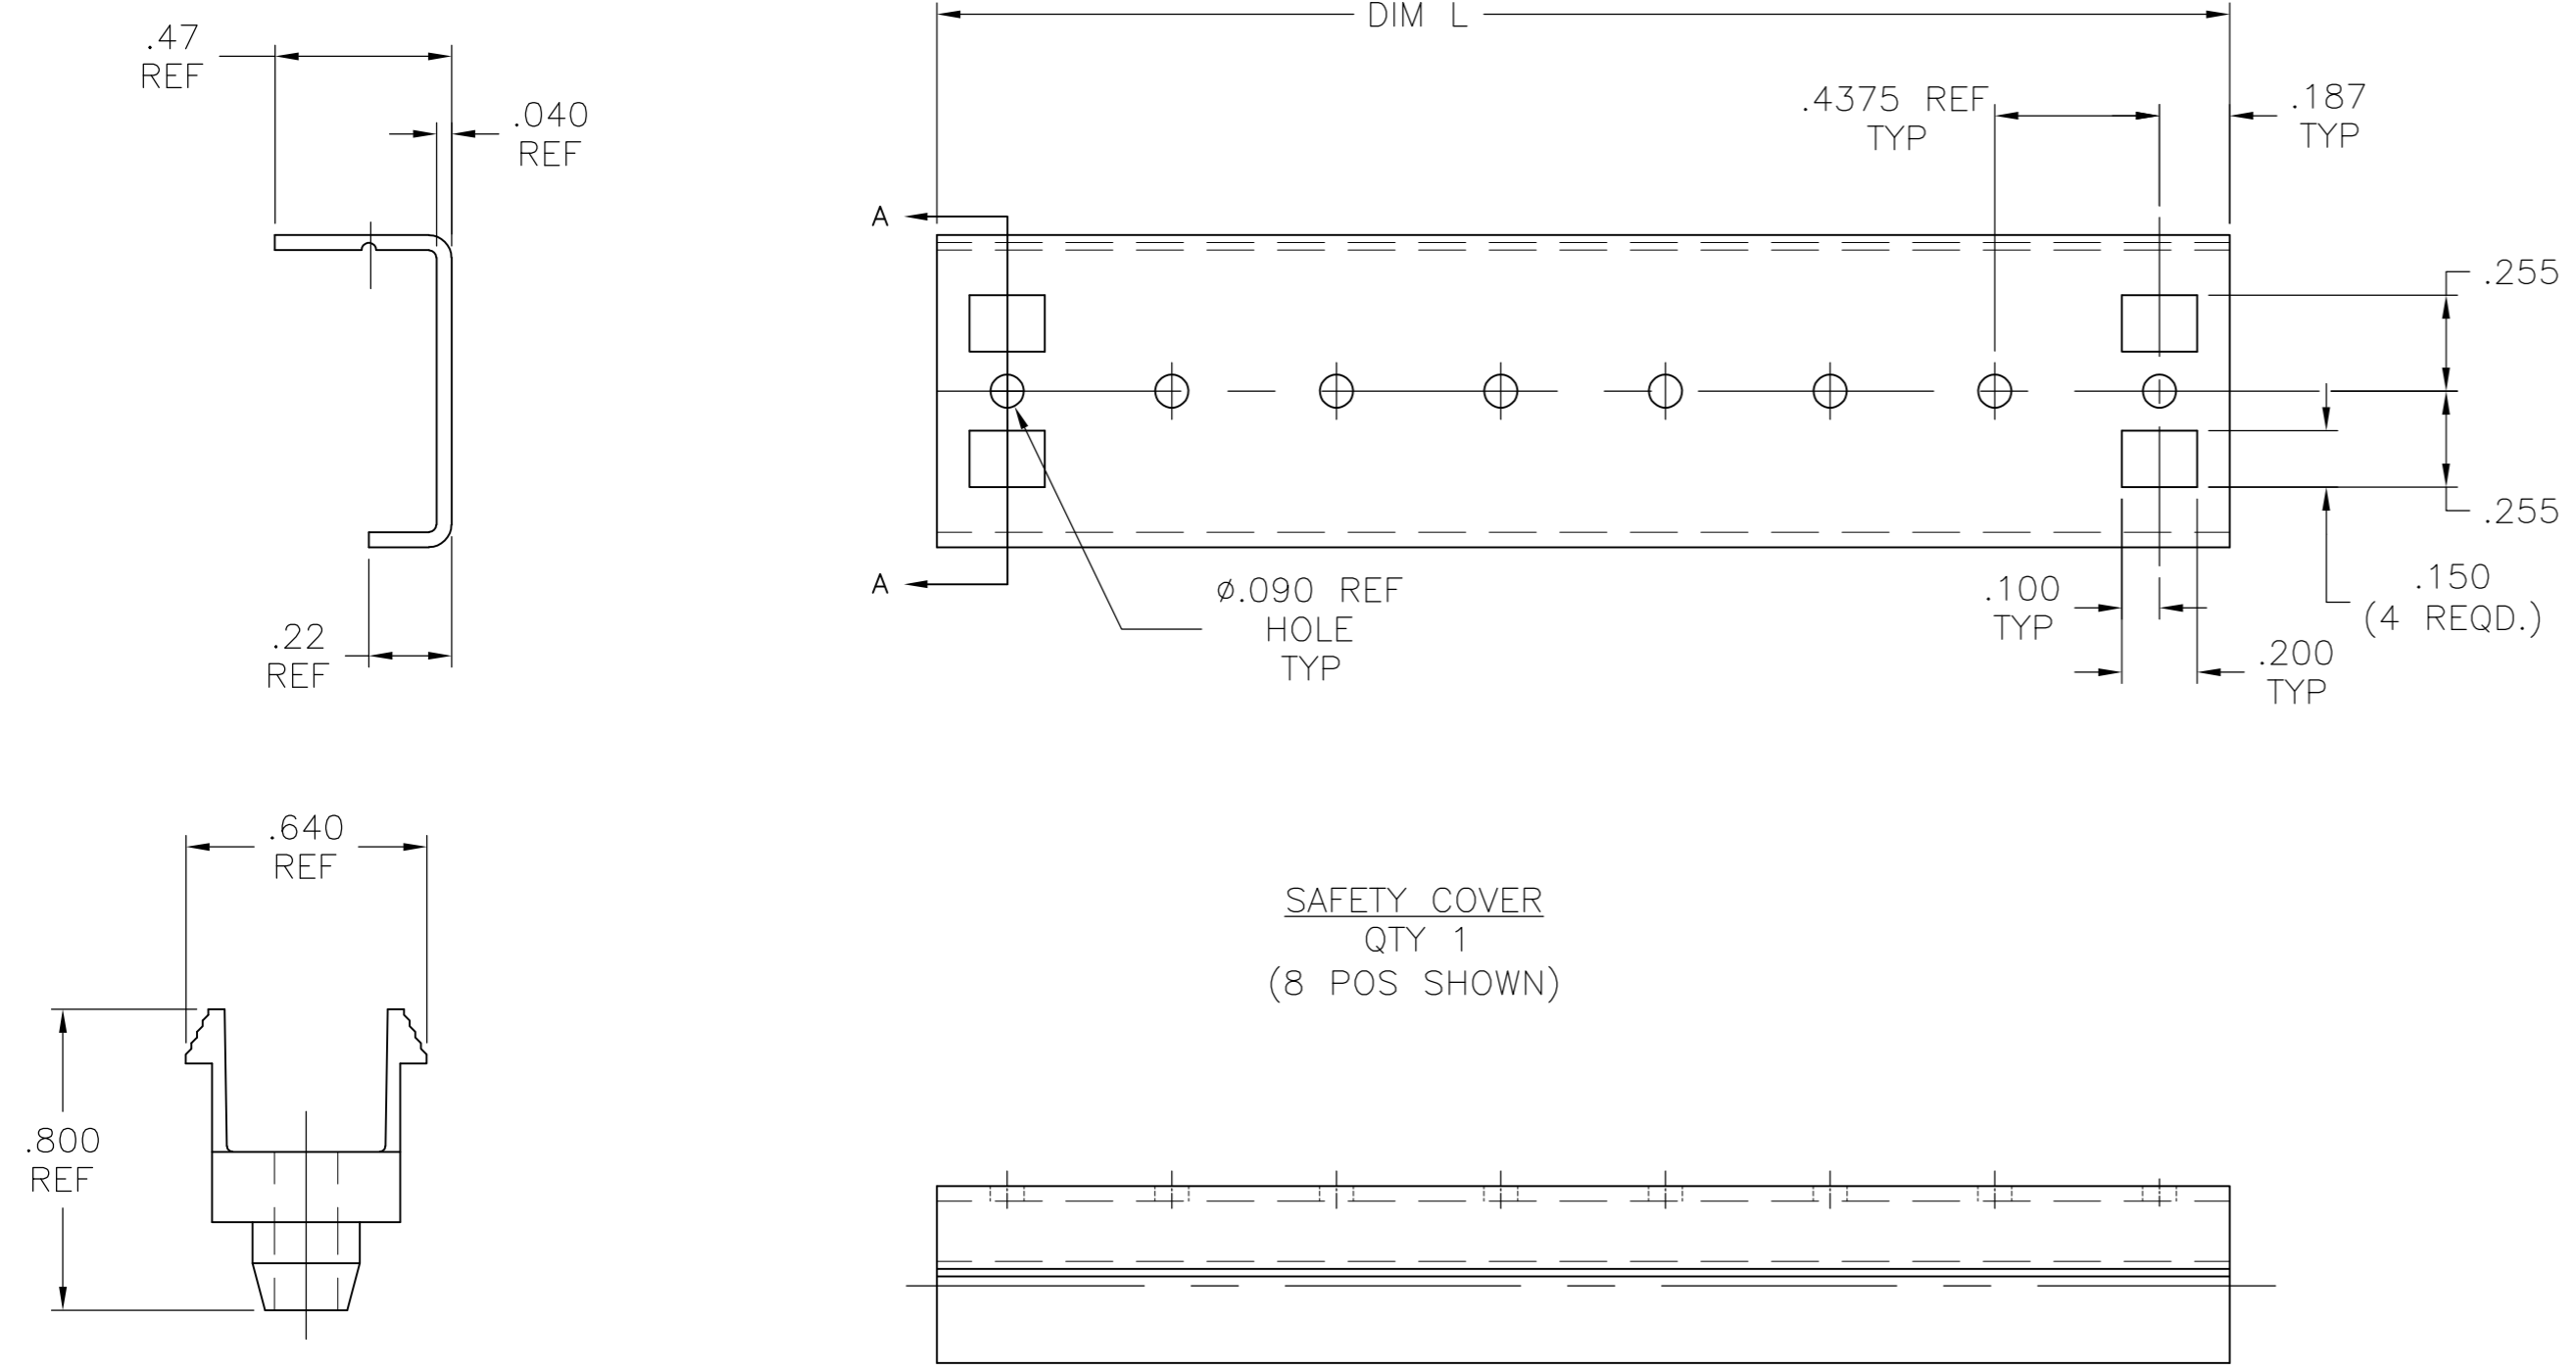 DIM L
.47
REF
.040
REF
.4375 REF
TYP
.187
TYP
A
.255
.255
A
Ø.090 REF
HOLE
TYP
.100
TYP
.150
(4 REQD.)
.200
TYP
.22
REF
.640
REF
SAFETY COVER
QTY 1
(8 POS SHOWN)
.800
REF